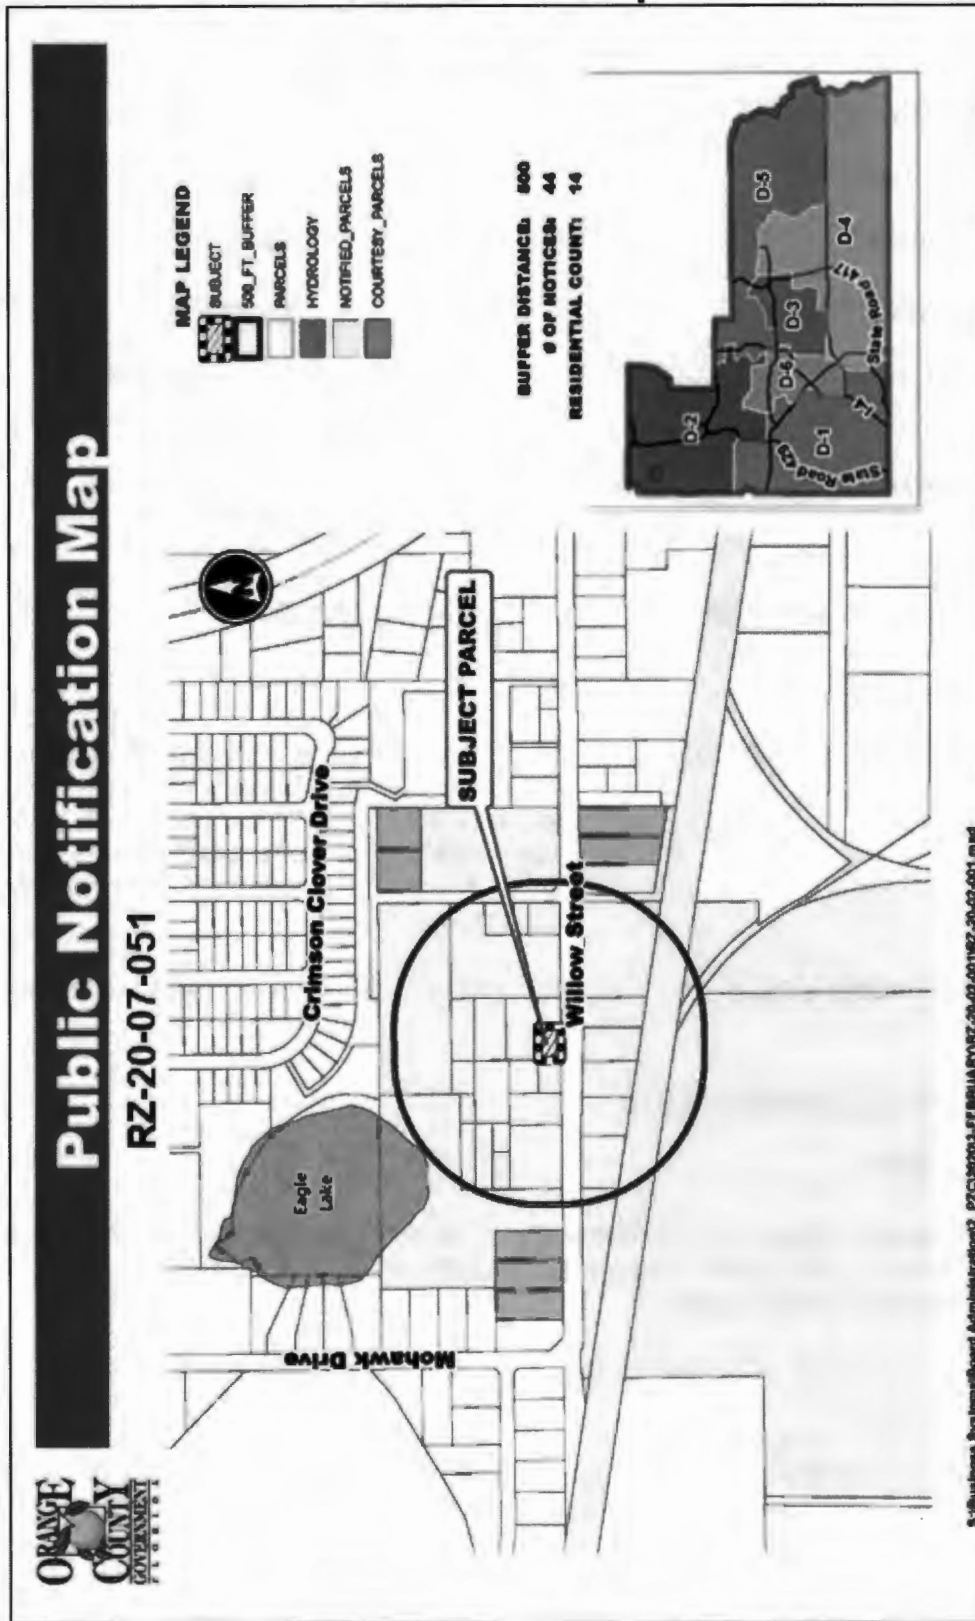 Public Notification Map
ORANGE
COUNTY
GOVERNMENT
FLORIDA
RZ-20-07-051
N
Eagle
Lake
Crimson Clover Drive
Mohawk Drive
SUBJECT PARCEL
Willow Street
MAP LEGEND
SUBJECT
500_FT_BUFFER
PARCELS
HYDROLOGY
NOTIFIED_PARCELS
COURTESY_PARCELS
BUFFER DISTANCE: 500
# OF NOTICES: 44
RESIDENTIAL COUNT: 14
D-2
D-5
D-3
D-6
D-4
D-1
State Road 429
I-4
State Road 417